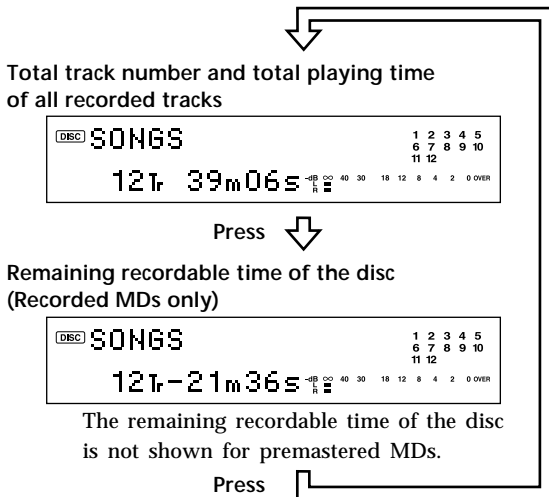 Total track number and total playing time
of all recorded tracks
DISC SONGS
1 2 3 4 5
6 7 8 9 10
11 12
12Tr 39m06s -dB L R ∞ 40 30 18 12 8 4 2 0 OVER
Press
Remaining recordable time of the disc
(Recorded MDs only)
DISC SONGS
1 2 3 4 5
6 7 8 9 10
11 12
12Tr-21m36s -dB L R ∞ 40 30 18 12 8 4 2 0 OVER
The remaining recordable time of the disc
is not shown for premastered MDs.
Press